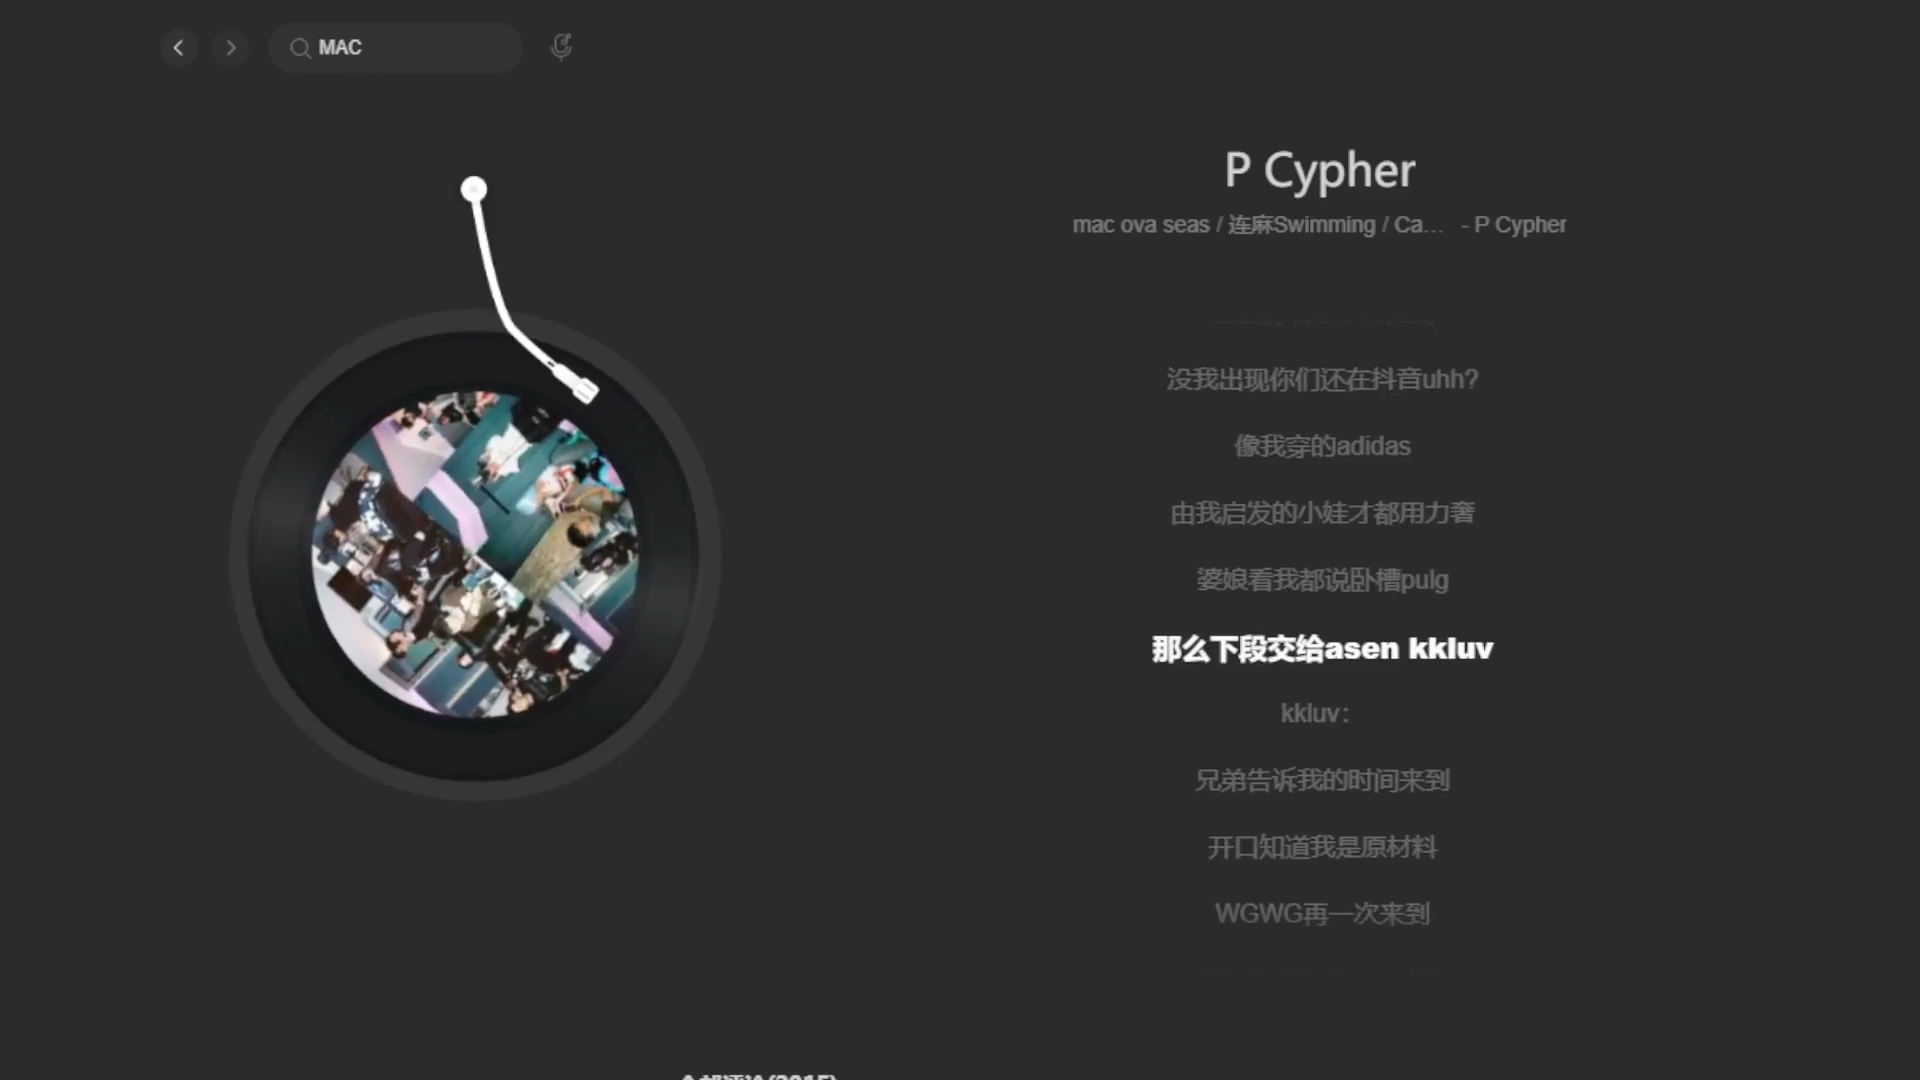 MAC
P Cypher
mac ova seas / 连麻Swimming / Ca... - P Cypher
没我出现你们还在抖音uhh?
像我穿的adidas
由我启发的小娃才都用力奢
婆娘看我都说卧槽pulg
那么下段交给asen kkluv
kkluv：
兄弟告诉我的时间来到
开口知道我是原材料
WGWG再一次来到